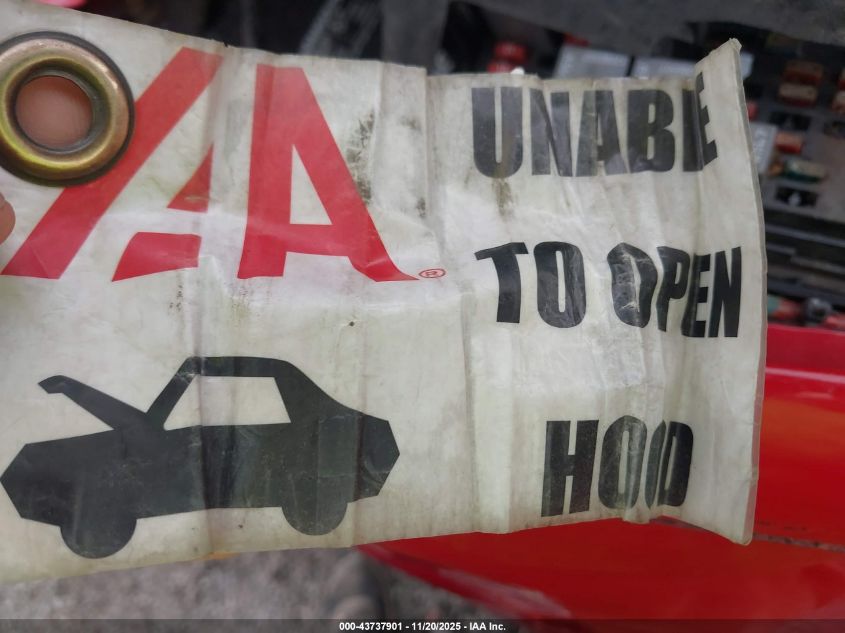 IAA®
UNABLE
TO OPEN
HOOD
000-43737901 - 11/20/2025 - IAA Inc.